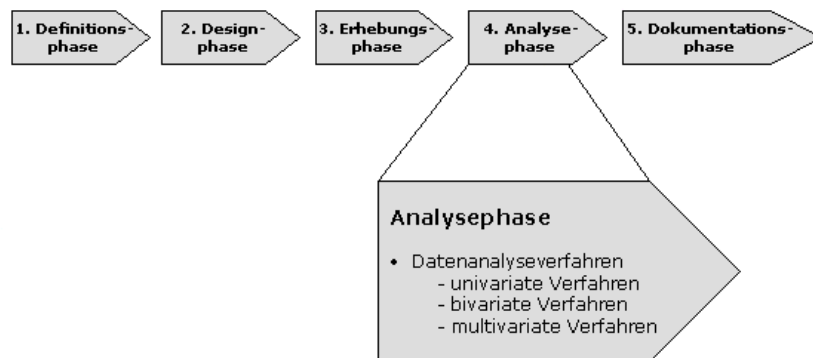 1. Definitions-
phase
2. Design-
phase
3. Erhebungs-
phase
4. Analyse-
phase
5. Dokumentations-
phase
Analysephase
• Datenanalyseverfahren
- univariate Verfahren
- bivariate Verfahren
- multivariate Verfahren